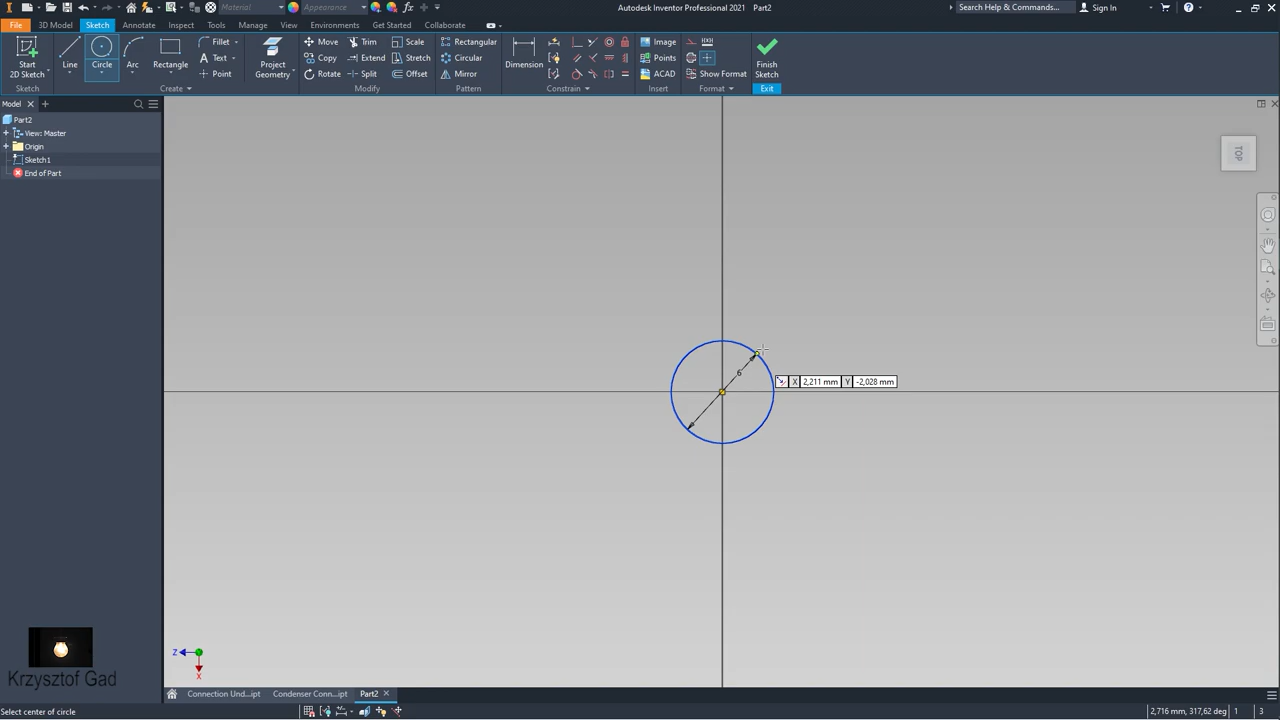 Autodesk Inventor Professional 2021 Part2
Material Appearance
Search Help & Commands... Sign In
File 3D Model Sketch Annotate Inspect Tools Manage View Environments Get Started Collaborate
Start
2D Sketch
Line Circle Arc Rectangle
Fillet
Text
Point
Project
Geometry
Move Trim Scale
Copy Extend Stretch
Rotate Split Offset
Rectangular
Circular
Mirror
Dimension
Image
Points
ACAD
Show Format
Finish
Sketch
Sketch Create Modify Pattern Constrain Insert Format Exit
Model
Part2
View: Master
Origin
Sketch1
End of Part
TOP
6
X 2,211 mm Y -2,028 mm
Z
X
Krzysztof Gad
Connection Und...ipt Condenser Conn...ipt Part2
Select center of circle
2,716 mm, 317,62 deg 1 3